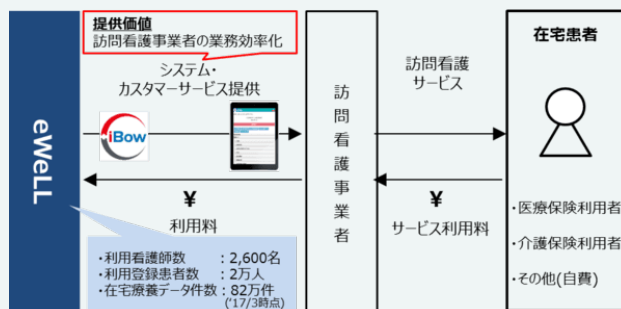 提供価値
訪問看護事業者の業務効率化
システム・
カスタマーサービス提供
eWeLL
iBow
¥
利用料
・利用看護師数 : 2,600名
・利用登録患者数 : 2万人
・在宅療養データ件数 : 82万件
('17/3時点)
訪問看護事業者
訪問看護
サービス
¥
サービス利用料
在宅患者
・医療保険利用者
・介護保険利用者
・その他(自費)